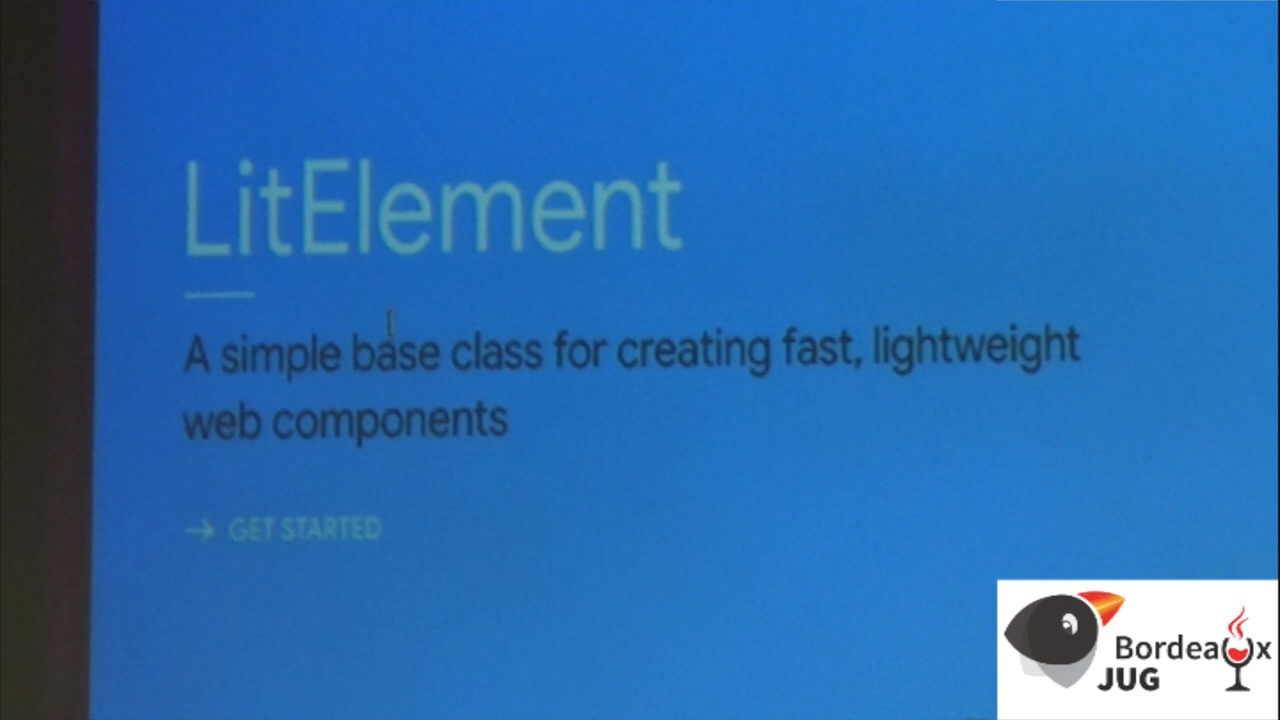 LitElement
A simple base class for creating fast, lightweight
web components
→ GET STARTED
Bordeaux
JUG